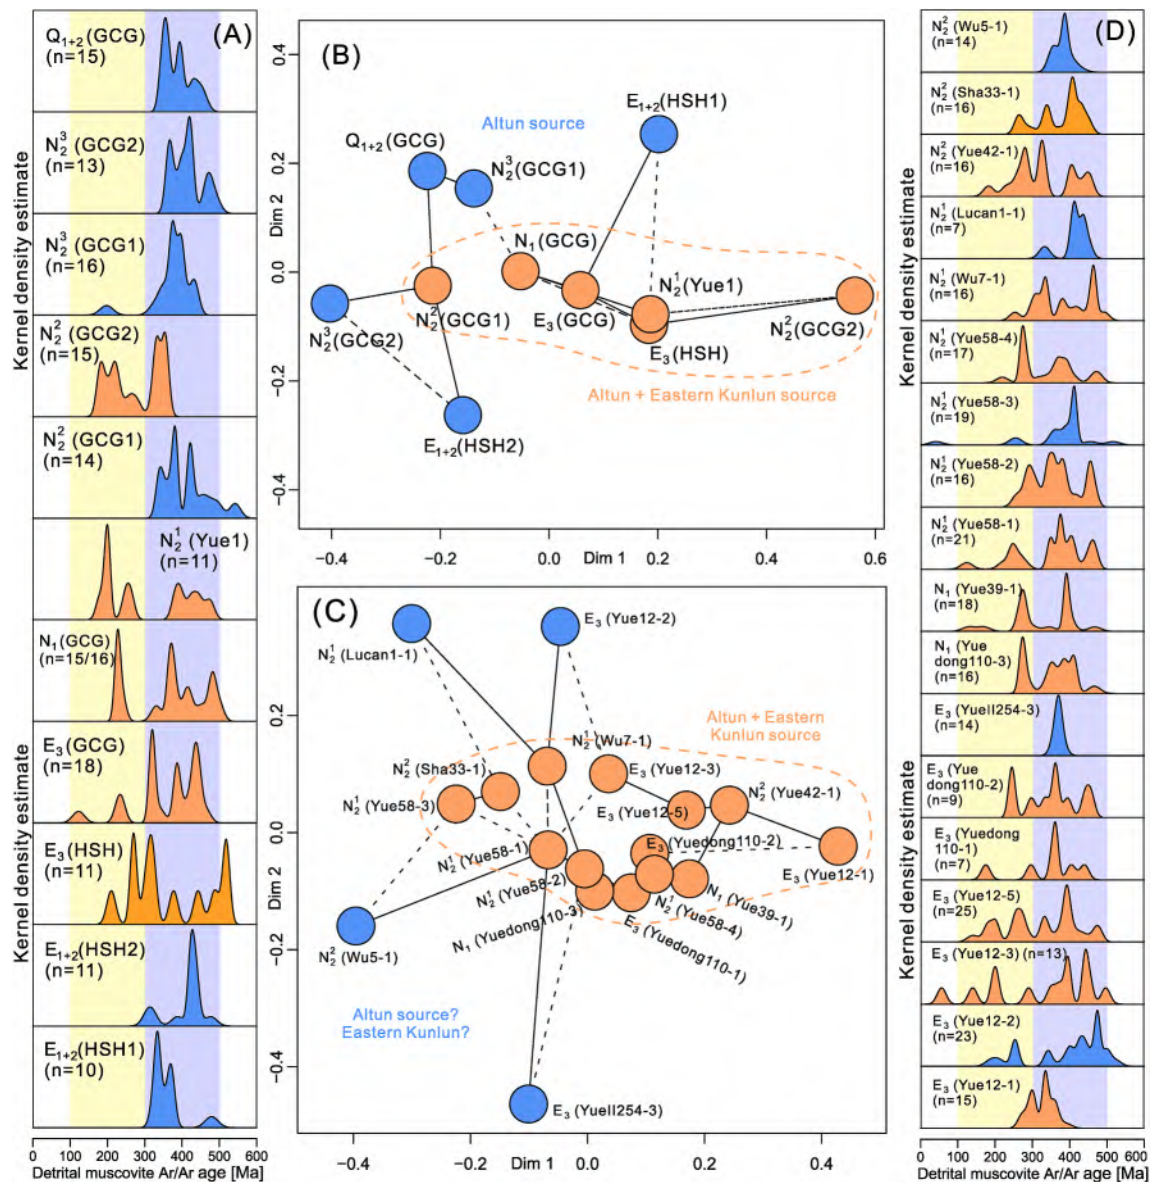 (A)
Q1+2(GCG)
(n=15)
N2^3 (GCG2)
(n=13)
N2^3 (GCG1)
(n=16)
N2^2 (GCG2)
(n=15)
N2^2 (GCG1)
(n=14)
N2^1 (Yue1)
(n=11)
N1(GCG)
(n=15/16)
E3(GCG)
(n=18)
E3(HSH)
(n=11)
E1+2(HSH2)
(n=11)
E1+2(HSH1)
(n=10)
Kernel density estimate
Kernel density estimate
0 100 200 300 400 500 600
Detrital muscovite Ar/Ar age [Ma]
(B)
Altun source
E1+2(HSH1)
Q1+2(GCG)
N2^3(GCG1)
N1(GCG)
N2^1(Yue1)
E3(GCG)
N2^3(GCG2)
N2^2(GCG1)
N2^2(GCG2)
E3(HSH)
Altun + Eastern Kunlun source
E1+2(HSH2)
0.4
0.2
0.0
−0.2
−0.4
Dim 2
−0.4 −0.2 0.0 0.2 0.4 0.6
Dim 1
(C)
E3 (Yue12-2)
N2^1 (Lucan1-1)
Altun + Eastern
Kunlun source
N2^1 (Wu7-1)
N2^2 (Sha33-1)
E3 (Yue12-3)
N2^2 (Yue42-1)
N2^1 (Yue58-3)
E3 (Yue12-5)
N2^1 (Yue58-1)
E3 (Yuedong110-2)
E3 (Yue12-1)
N2^1 (Yue58-2)
N1 (Yue39-1)
N2^1 (Yue58-4)
N1 (Yuedong110-3)
E3 (Yuedong110-1)
N2^2 (Wu5-1)
Altun source?
Eastern Kunlun?
E3 (YueII254-3)
0.2
0.0
−0.2
−0.4
Dim 2
−0.4 −0.2 0.0 0.2 0.4
Dim 1
(D)
N2^2 (Wu5-1)
(n=14)
N2^2 (Sha33-1)
(n=16)
N2^2 (Yue42-1)
(n=16)
N2^1 (Lucan1-1)
(n=7)
N2^1 (Wu7-1)
(n=16)
N2^1 (Yue58-4)
(n=17)
N2^1 (Yue58-3)
(n=19)
N2^1 (Yue58-2)
(n=16)
N2^1 (Yue58-1)
(n=21)
N1 (Yue39-1)
(n=18)
N1 (Yue
dong110-3)
(n=16)
E3 (YueII254-3)
(n=14)
E3 (Yue
dong110-2)
(n=9)
E3 (Yuedong
110-1)
(n=7)
E3 (Yue12-5)
(n=25)
E3 (Yue12-3) (n=13)
E3 (Yue12-2)
(n=23)
E3 (Yue12-1)
(n=15)
Kernel density estimate
Kernel density estimate
0 100 200 300 400 500 600
Detrital muscovite Ar/Ar age [Ma]